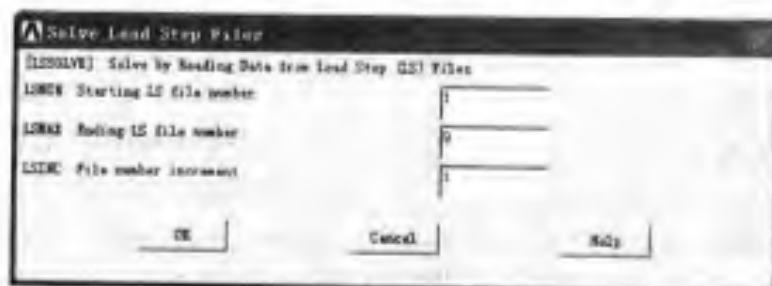 Solve Load Step Files
[LSSOLVE] Solve by Reading Data from Load Step (LS) Files
LSMIN Starting LS file number 1
LSMAX Ending LS file number 9
LSINC File number increment 1
OK Cancel Help